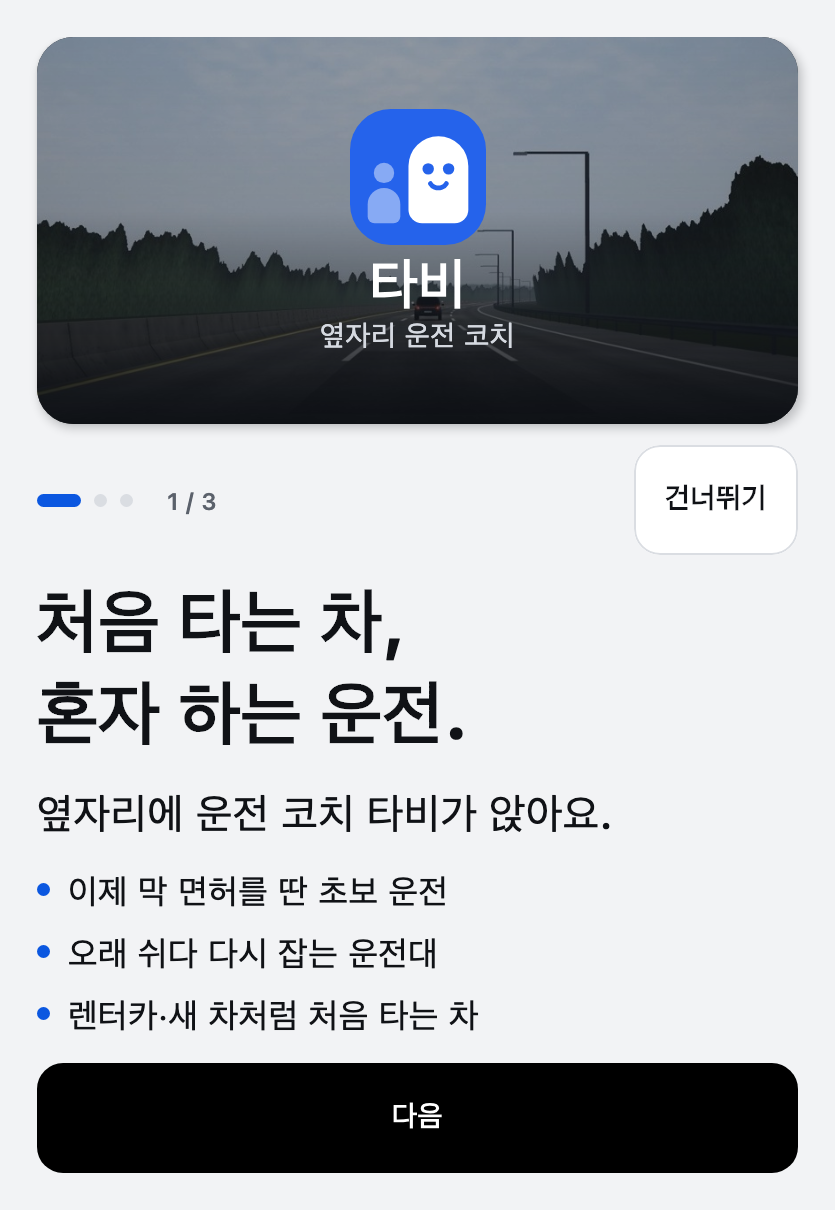 타비
옆자리 운전 코치
1 / 3
건너뛰기
처음 타는 차,
혼자 하는 운전.
옆자리에 운전 코치 타비가 앉아요.
이제 막 면허를 딴 초보 운전
오래 쉬다 다시 잡는 운전대
렌터카·새 차처럼 처음 타는 차
다음